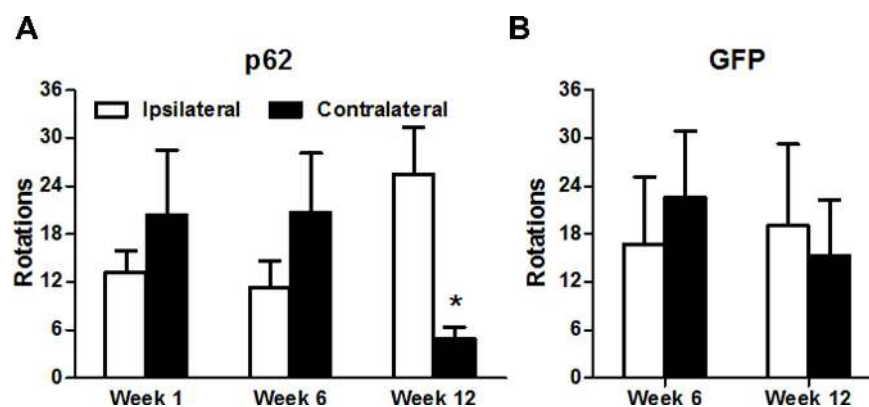 A
p62
36
30
24
18
12
6
0
Rotations
Ipsilateral Contralateral
*
Week 1 Week 6 Week 12
B
GFP
36
30
24
18
12
6
0
Rotations
Week 6 Week 12